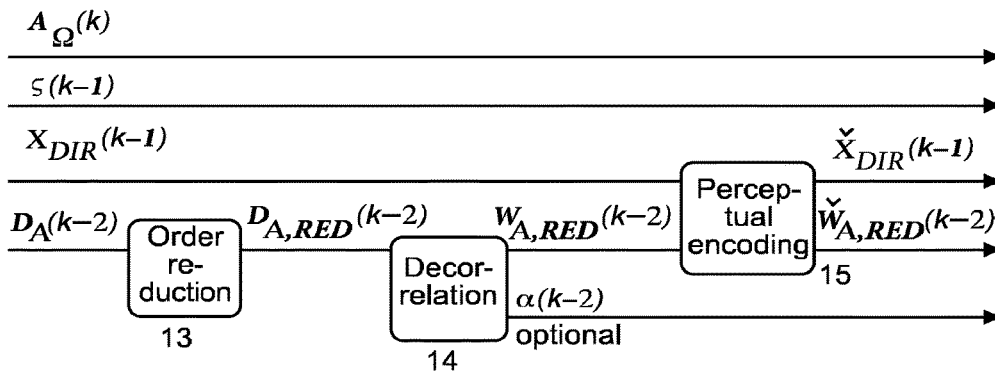 A_Ω(k)
ς(k–1)
X_DIR(k–1)
X̌_DIR(k–1)
D_A(k–2)
Order
re-
duction
13
D_A,RED(k–2)
Decor-
relation
14
W_A,RED(k–2)
α(k–2)
optional
Percep-
tual
encoding
15
W̌_A,RED(k–2)